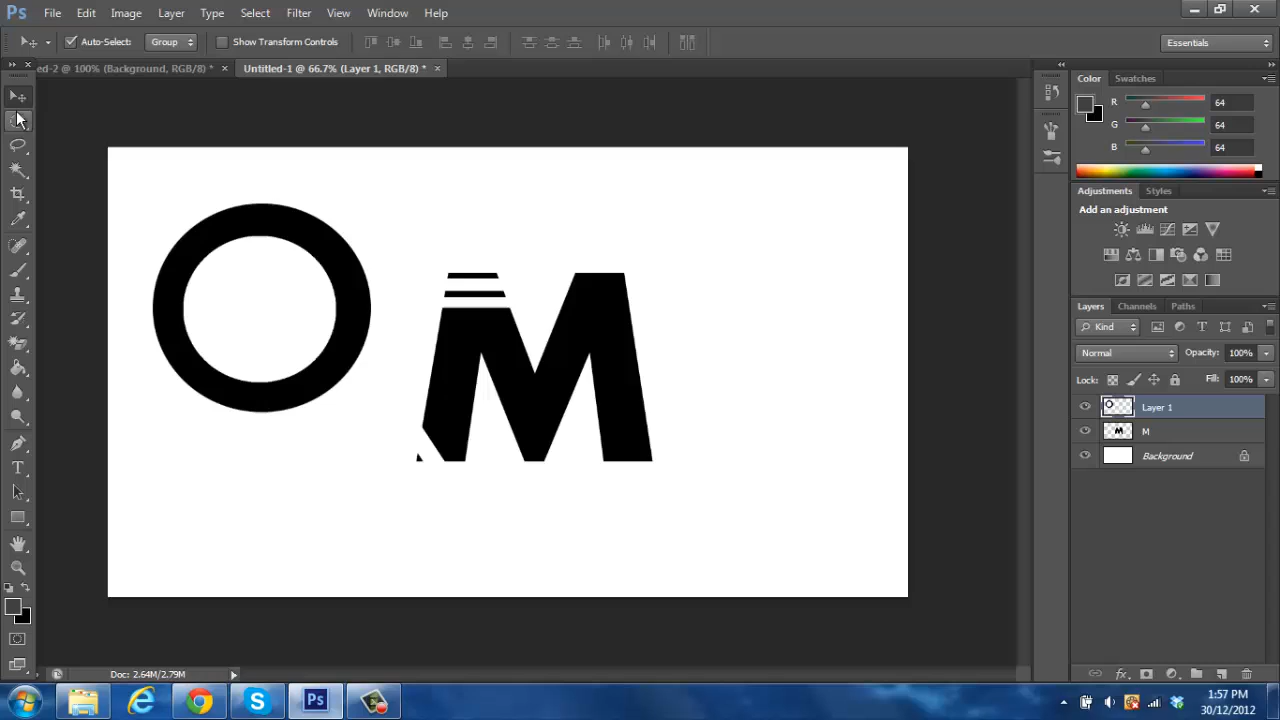 Ps File Edit Image Layer Type Select Filter View Window Help
Auto-Select: Group Show Transform Controls Essentials
ed-2 @ 100% (Background, RGB/8) * × Untitled-1 @ 66.7% (Layer 1, RGB/8) * ×
Color Swatches
R 64
G 64
B 64
Adjustments Styles
Add an adjustment
O M
Layers Channels Paths
Kind
Normal Opacity: 100%
Lock: Fill: 100%
Layer 1
M M
Background
T
Doc: 2.64M/2.79M
Ps
1:57 PM
30/12/2012